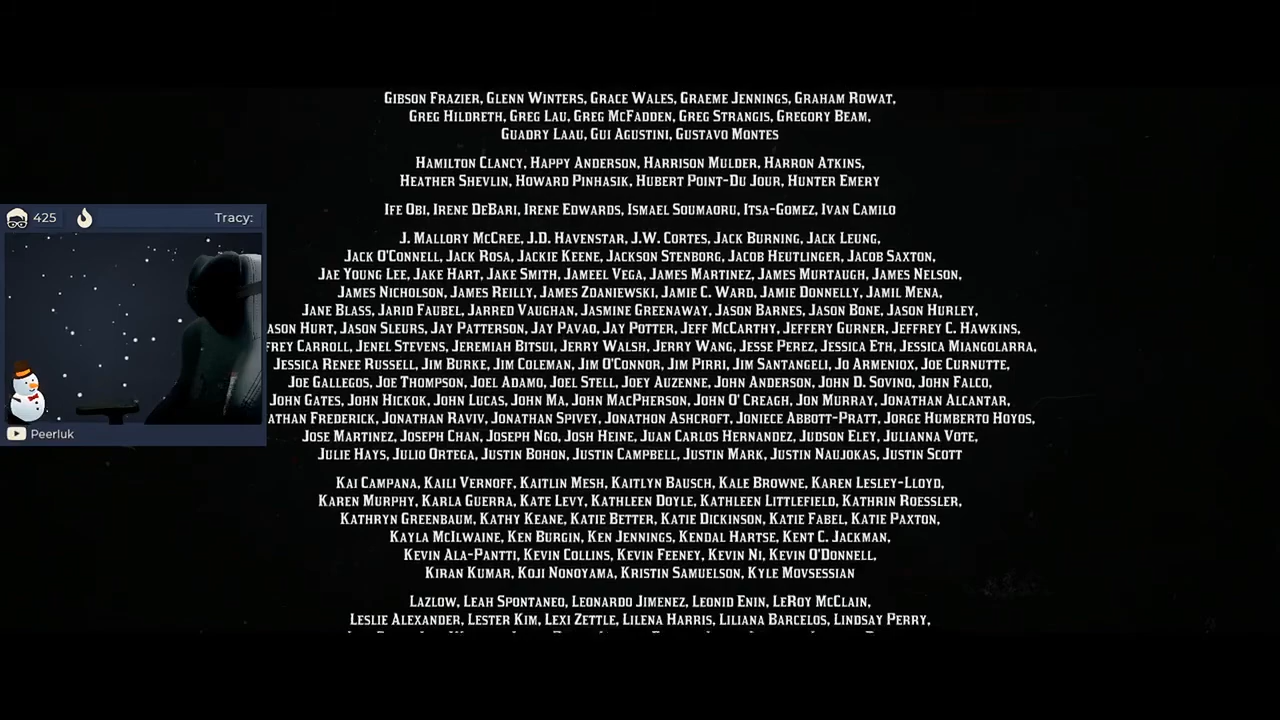 Gibson Frazier, Glenn Winters, Grace Wales, Graeme Jennings, Graham Rowat,
Greg Hildreth, Greg Lau, Greg McFadden, Greg Strangis, Gregory Beam,
Guadry Laau, Gui Agustini, Gustavo Montes
Hamilton Clancy, Happy Anderson, Harrison Mulder, Harron Atkins,
Heather Shevlin, Howard Pinhasik, Hubert Point-Du Jour, Hunter Emery
Ife Obi, Irene DeBari, Irene Edwards, Ismael Soumaoru, Itsa-Gomez, Ivan Camilo
425 Tracy:
J. Mallory McCree, J.D. Havenstar, J.W. Cortes, Jack Burning, Jack Leung,
Jack O'Connell, Jack Rosa, Jackie Keene, Jackson Stenborg, Jacob Heutlinger, Jacob Saxton,
Jae Young Lee, Jake Hart, Jake Smith, Jameel Vega, James Martinez, James Murtaugh, James Nelson,
James Nicholson, James Reilly, James Zdaniewski, Jamie C. Ward, Jamie Donnelly, Jamil Mena,
Jane Blass, Jarid Faubel, Jarred Vaughan, Jasmine Greenaway, Jason Barnes, Jason Bone, Jason Hurley,
ason Hurt, Jason Sleurs, Jay Patterson, Jay Pavao, Jay Potter, Jeff McCarthy, Jeffery Gurner, Jeffrey C. Hawkins,
frey Carroll, Jenel Stevens, Jeremiah Bitsui, Jerry Walsh, Jerry Wang, Jesse Perez, Jessica Eth, Jessica Miangolarra,
Jessica Renee Russell, Jim Burke, Jim Coleman, Jim O'Connor, Jim Pirri, Jim Santangeli, Jo Armeniox, Joe Curnutte,
Joe Gallegos, Joe Thompson, Joel Adamo, Joel Stell, Joey Auzenne, John Anderson, John D. Sovino, John Falco,
John Gates, John Hickok, John Lucas, John Ma, John MacPherson, John O' Creagh, Jon Murray, Jonathan Alcantar,
athan Frederick, Jonathan Raviv, Jonathan Spivey, Jonathon Ashcroft, Joniece Abbott-Pratt, Jorge Humberto Hoyos,
Peerluk
Jose Martinez, Joseph Chan, Joseph Ngo, Josh Heine, Juan Carlos Hernandez, Judson Eley, Julianna Vote,
Julie Hays, Julio Ortega, Justin Bohon, Justin Campbell, Justin Mark, Justin Naujokas, Justin Scott
Kai Campana, Kaili Vernoff, Kaitlin Mesh, Kaitlyn Bausch, Kale Browne, Karen Lesley-Lloyd,
Karen Murphy, Karla Guerra, Kate Levy, Kathleen Doyle, Kathleen Littlefield, Kathrin Roessler,
Kathryn Greenbaum, Kathy Keane, Katie Better, Katie Dickinson, Katie Fabel, Katie Paxton,
Kayla McIlwaine, Ken Burgin, Ken Jennings, Kendal Hartse, Kent C. Jackman,
Kevin Ala-Pantti, Kevin Collins, Kevin Feeney, Kevin Ni, Kevin O'Donnell,
Kiran Kumar, Koji Nonoyama, Kristin Samuelson, Kyle Movsessian
Lazlow, Leah Spontaneo, Leonardo Jimenez, Leonid Enin, LeRoy McClain,
Leslie Alexander, Lester Kim, Lexi Zettle, Lilena Harris, Liliana Barcelos, Lindsay Perry,